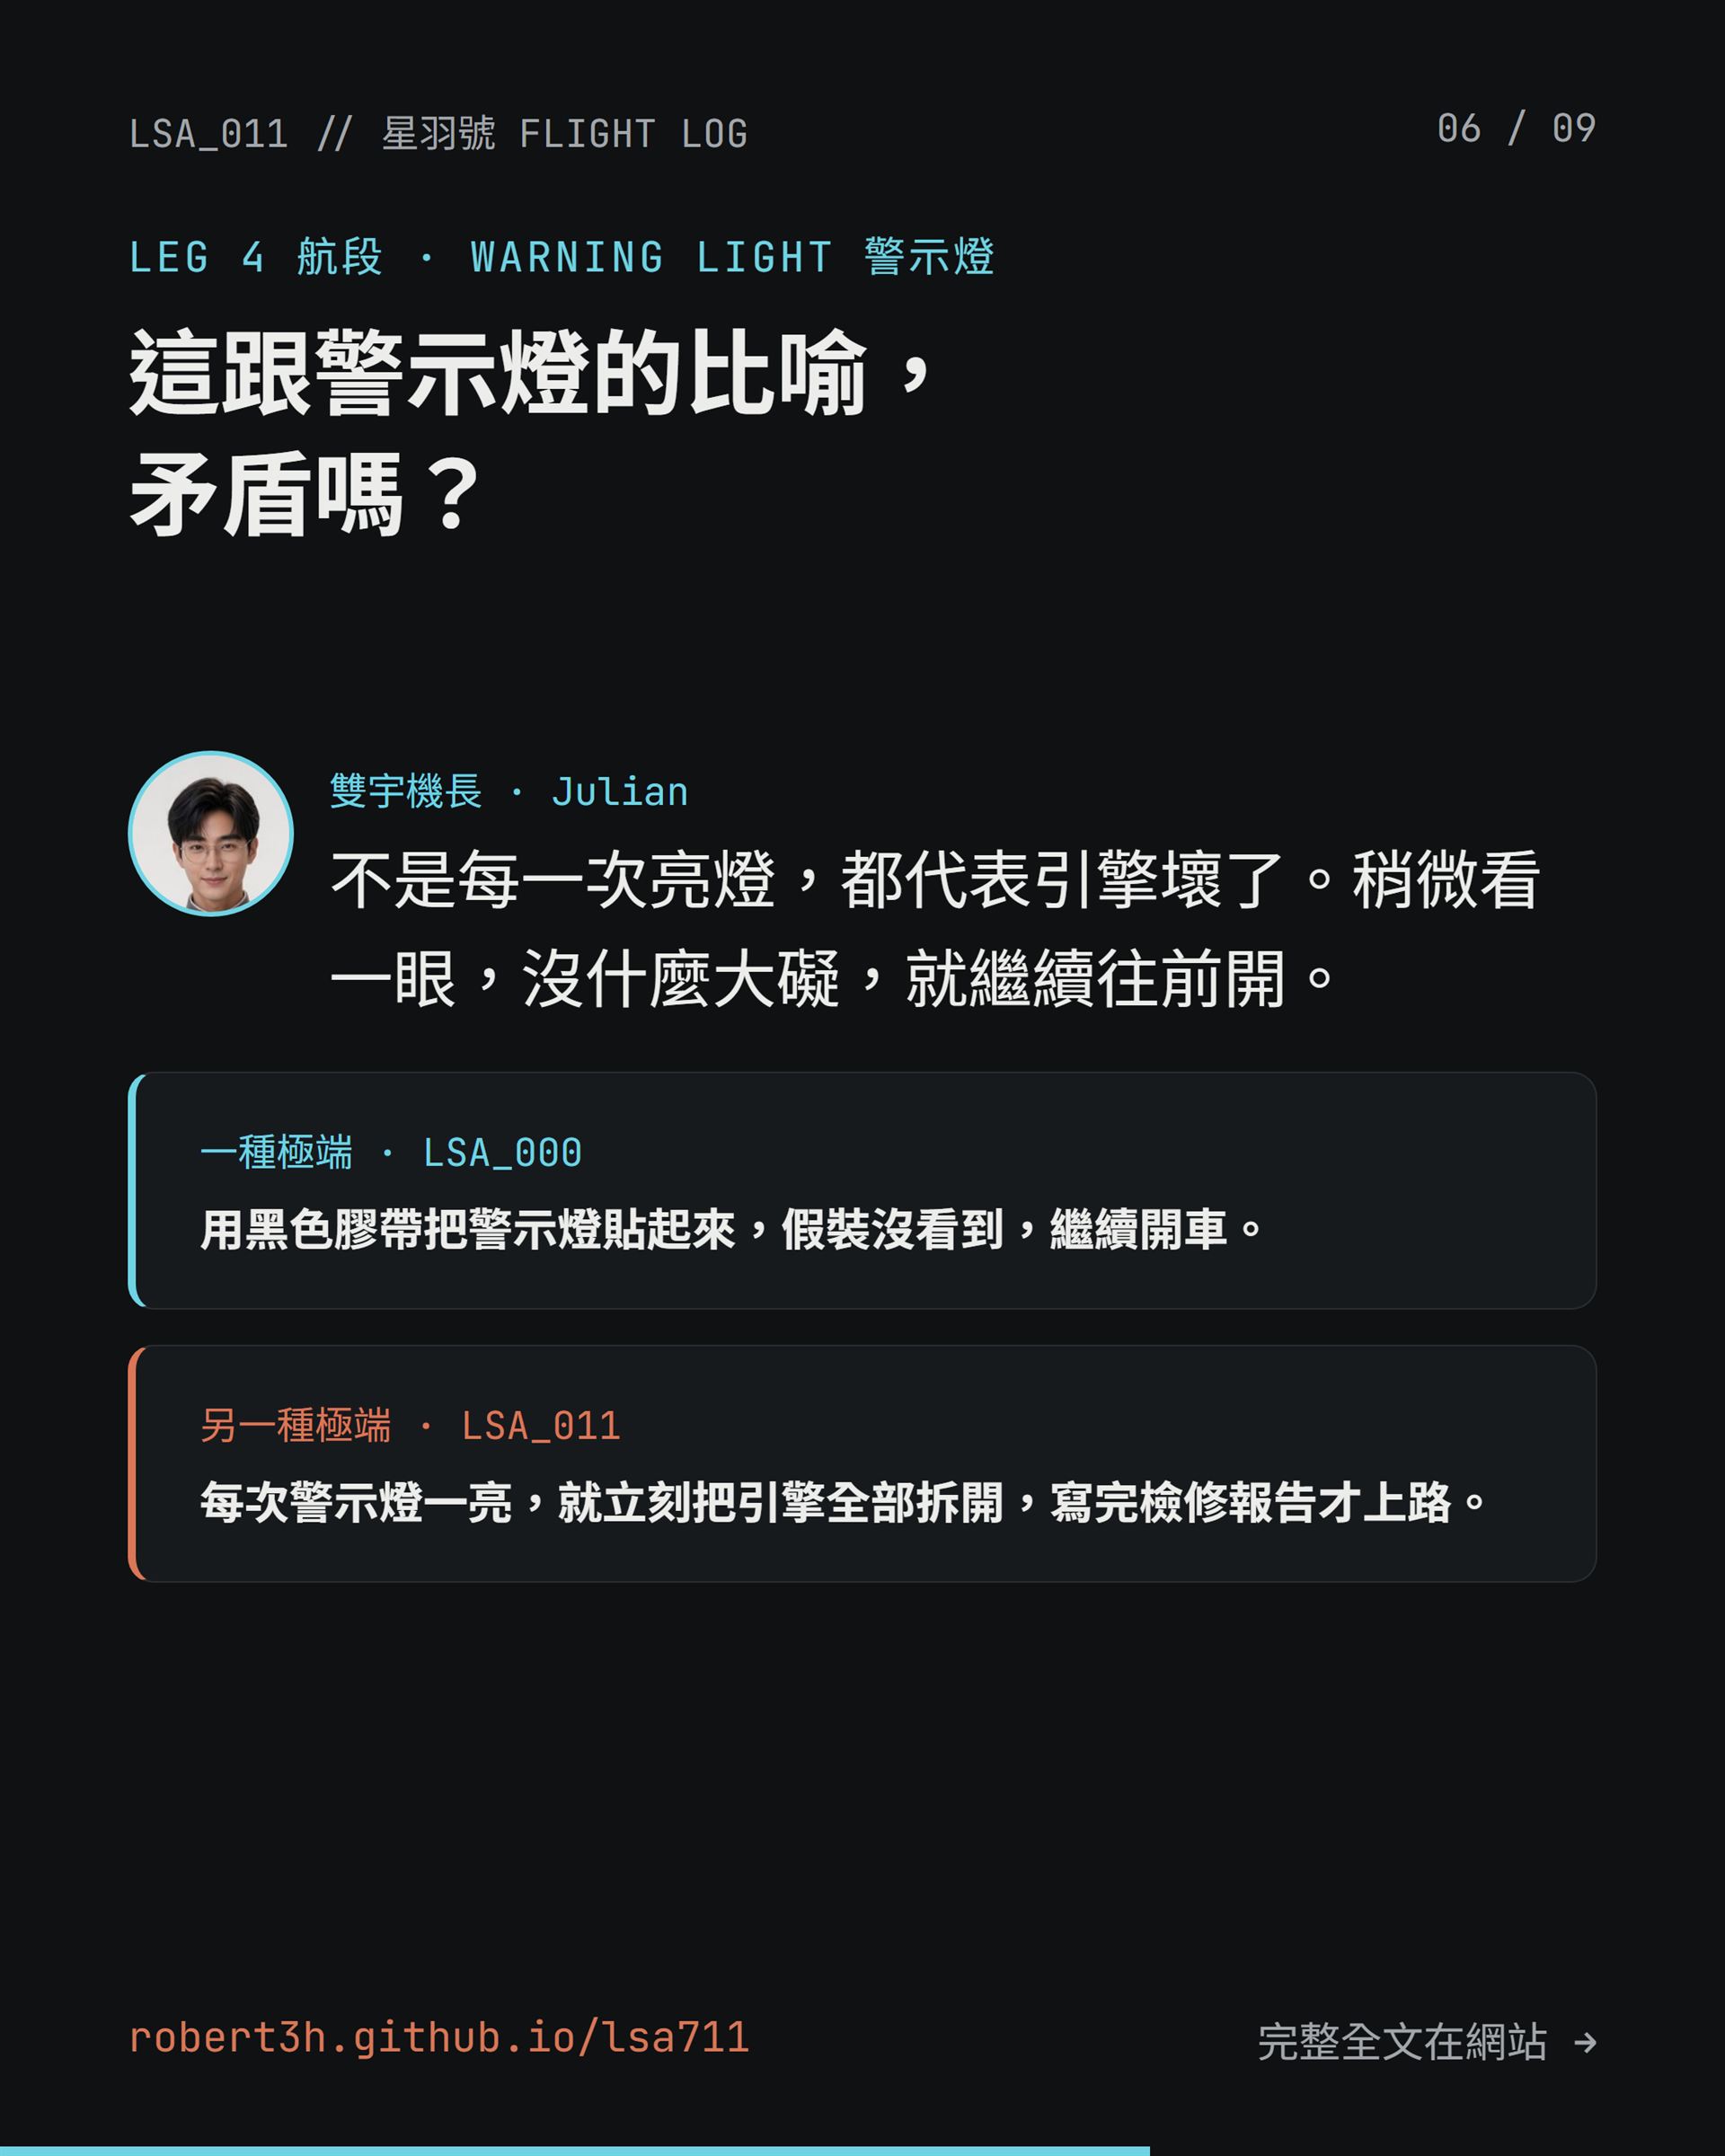 LSA_011 // 星羽號 FLIGHT LOG
06 / 09
LEG 4 航段 · WARNING LIGHT 警示燈
這跟警示燈的比喻，
矛盾嗎？
雙宇機長 · Julian
不是每一次亮燈，都代表引擎壞了。稍微看
一眼，沒什麼大礙，就繼續往前開。
一種極端 · LSA_000
用黑色膠帶把警示燈貼起來，假裝沒看到，繼續開車。
另一種極端 · LSA_011
每次警示燈一亮，就立刻把引擎全部拆開，寫完檢修報告才上路。
robert3h.github.io/lsa711
完整全文在網站 →